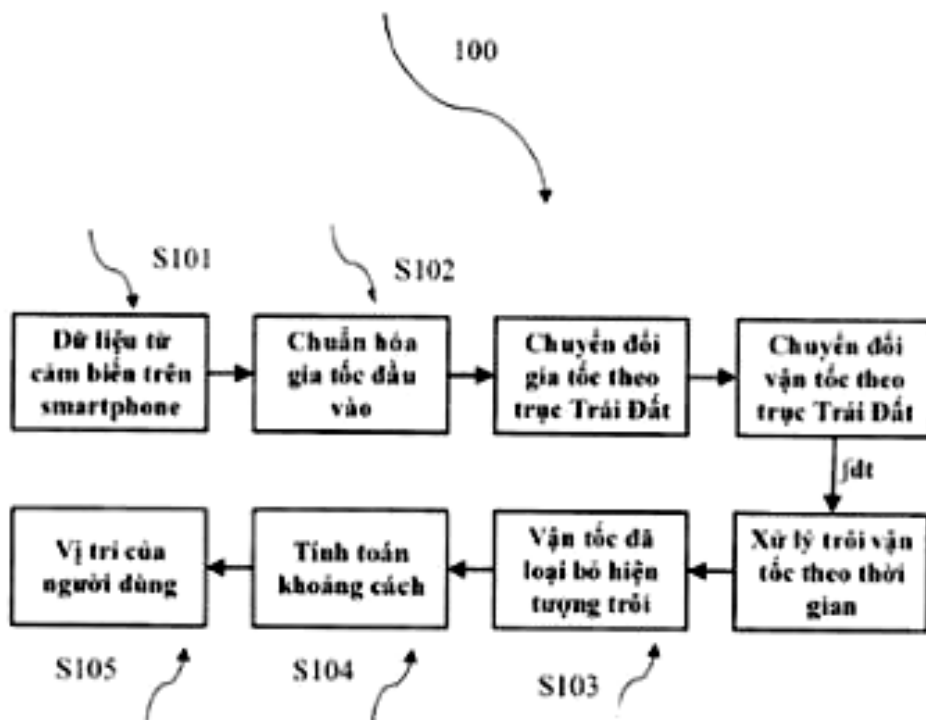 100
S101
S102
Dữ liệu từ
cảm biến trên
smartphone
Chuẩn hóa
gia tốc đầu
vào
Chuyển đổi
gia tốc theo
trục Trái Đất
Chuyển đổi
vận tốc theo
trục Trái Đất
∫dt
Vị trí của
người dùng
Tính toán
khoảng cách
Vận tốc đã
loại bỏ hiện
tượng trôi
Xử lý trôi vận
tốc theo thời
gian
S105
S104
S103